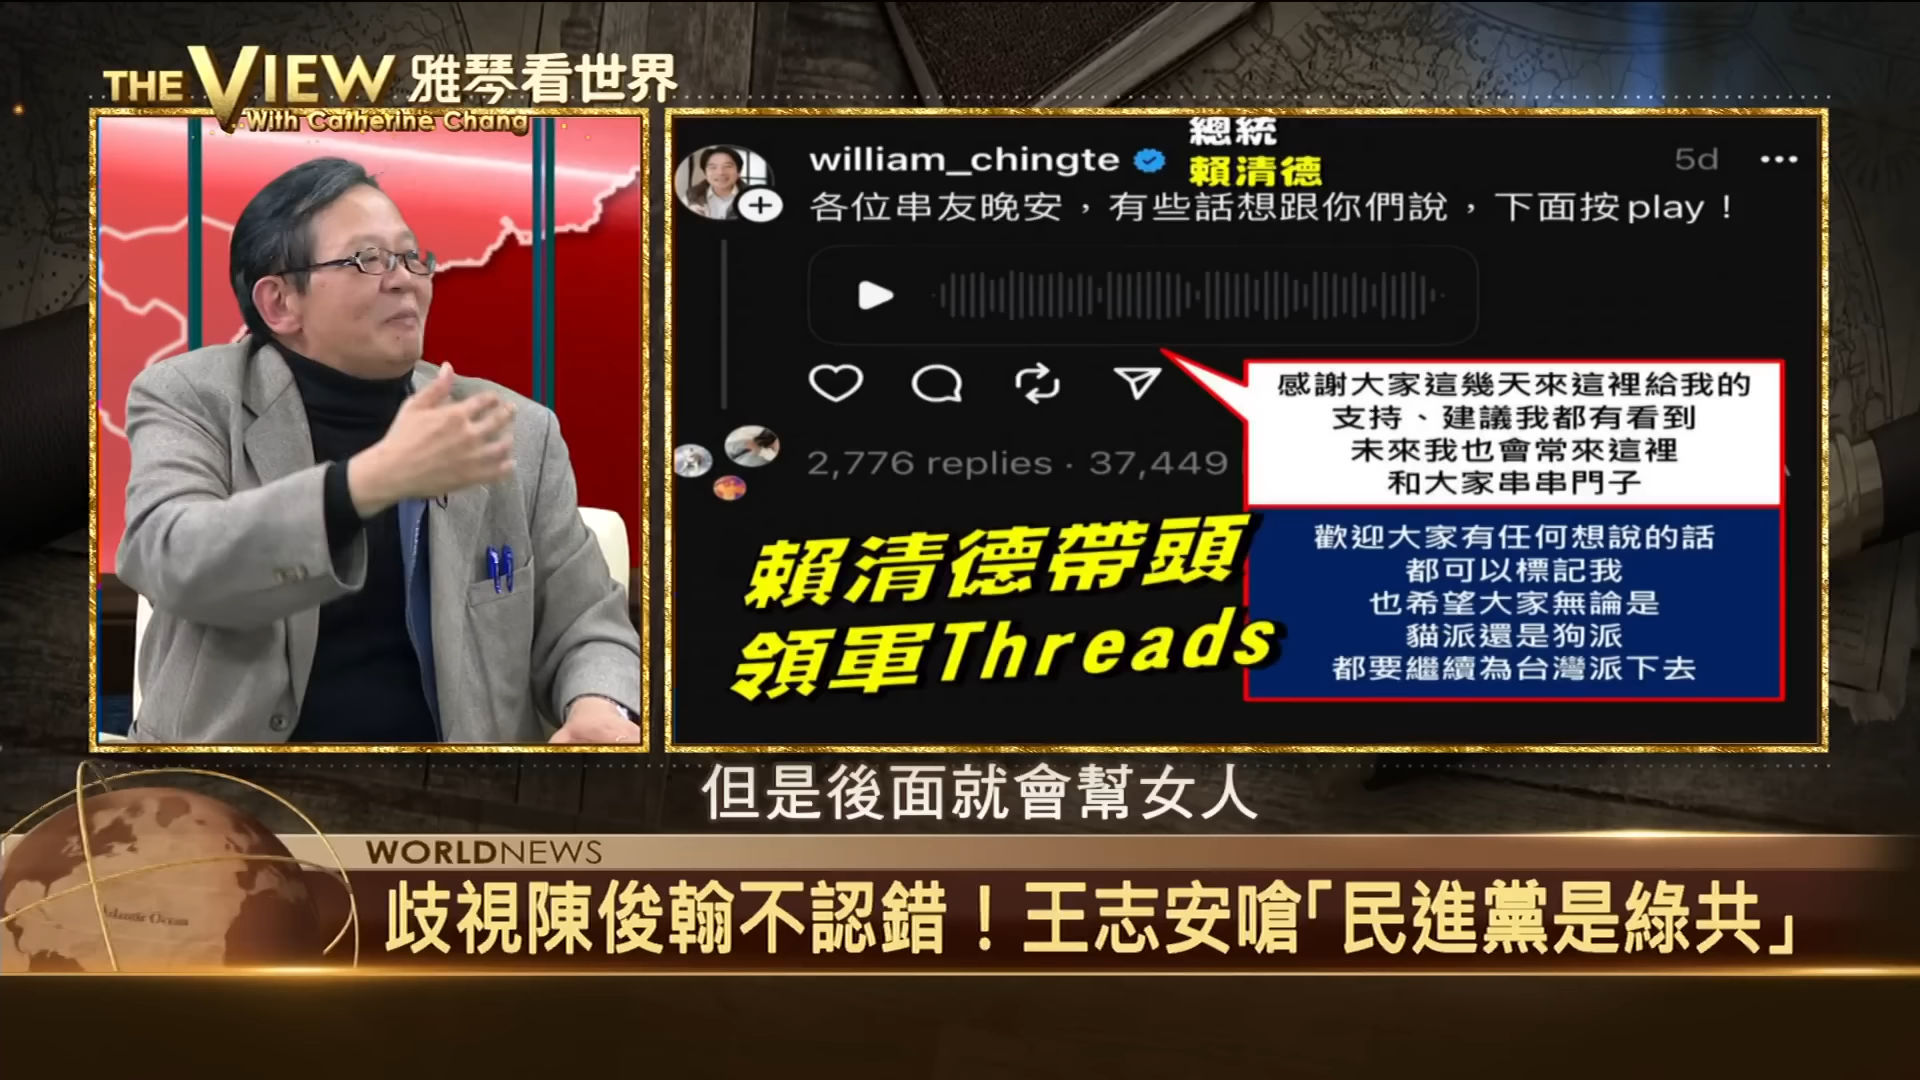 THE VIEW 雅琴看世界
With Catherine Chang
總統
賴清德
william_chingte
5d
各位串友晚安，有些話想跟你們說，下面按play！
感謝大家這幾天來這裡給我的
支持、建議我都有看到
未來我也會常來這裡
和大家串串門子
2,776 replies · 37,449
歡迎大家有任何想說的話
都可以標記我
也希望大家無論是
貓派還是狗派
都要繼續為台灣派下去
賴清德帶頭
領軍Threads
但是後面就會幫女人
WORLDNEWS
歧視陳俊翰不認錯！王志安嗆「民進黨是綠共」
Atlantic Ocean